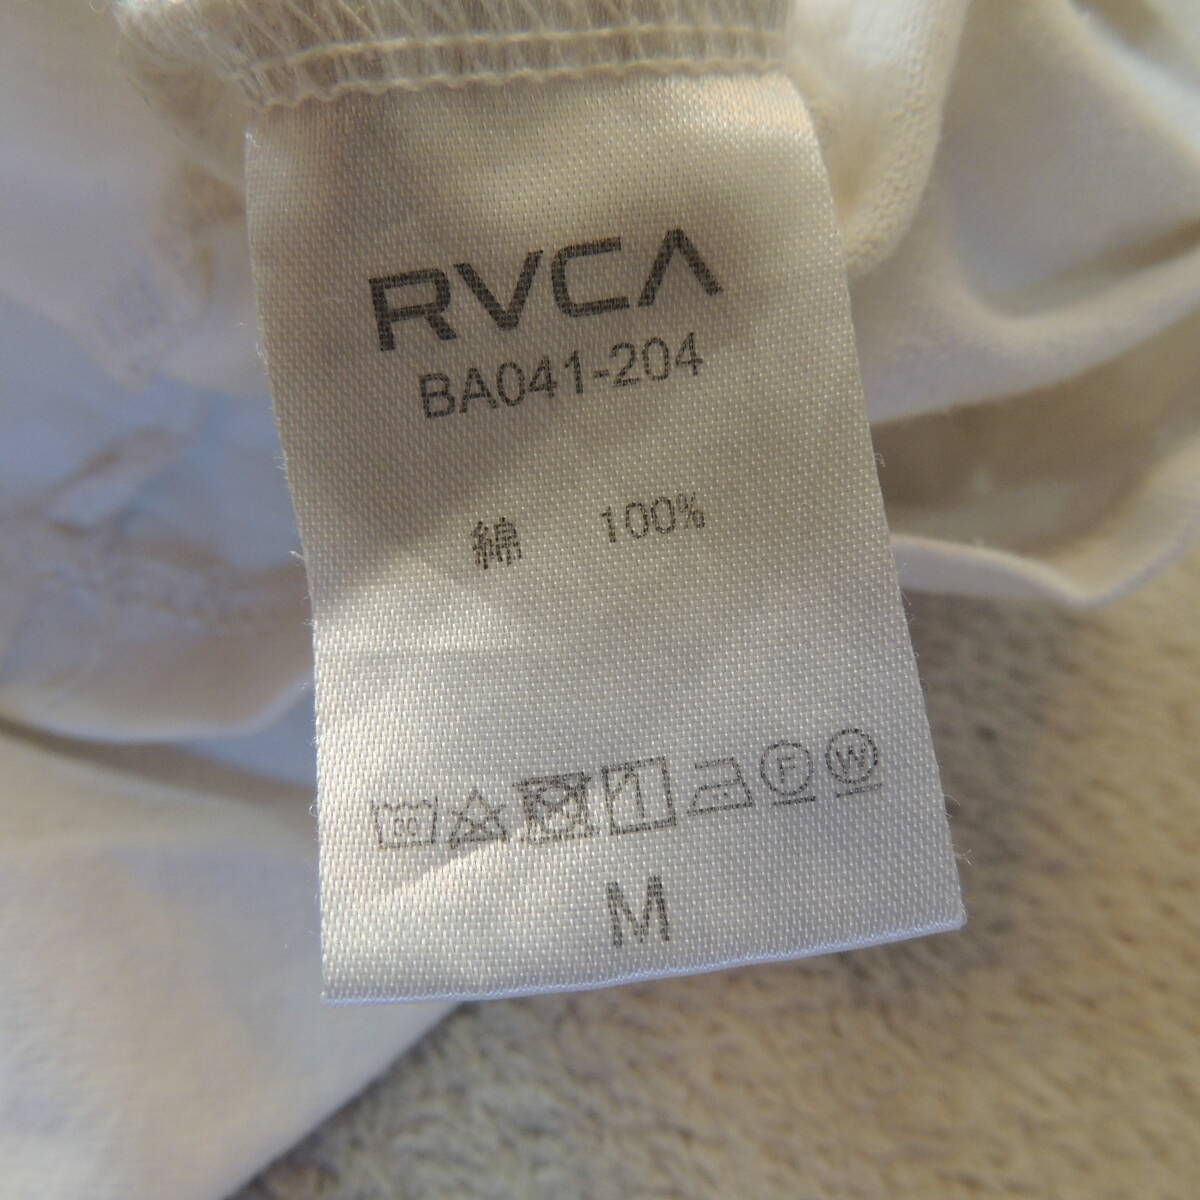 RVCA
BA041-204
綿 100%
F W
M